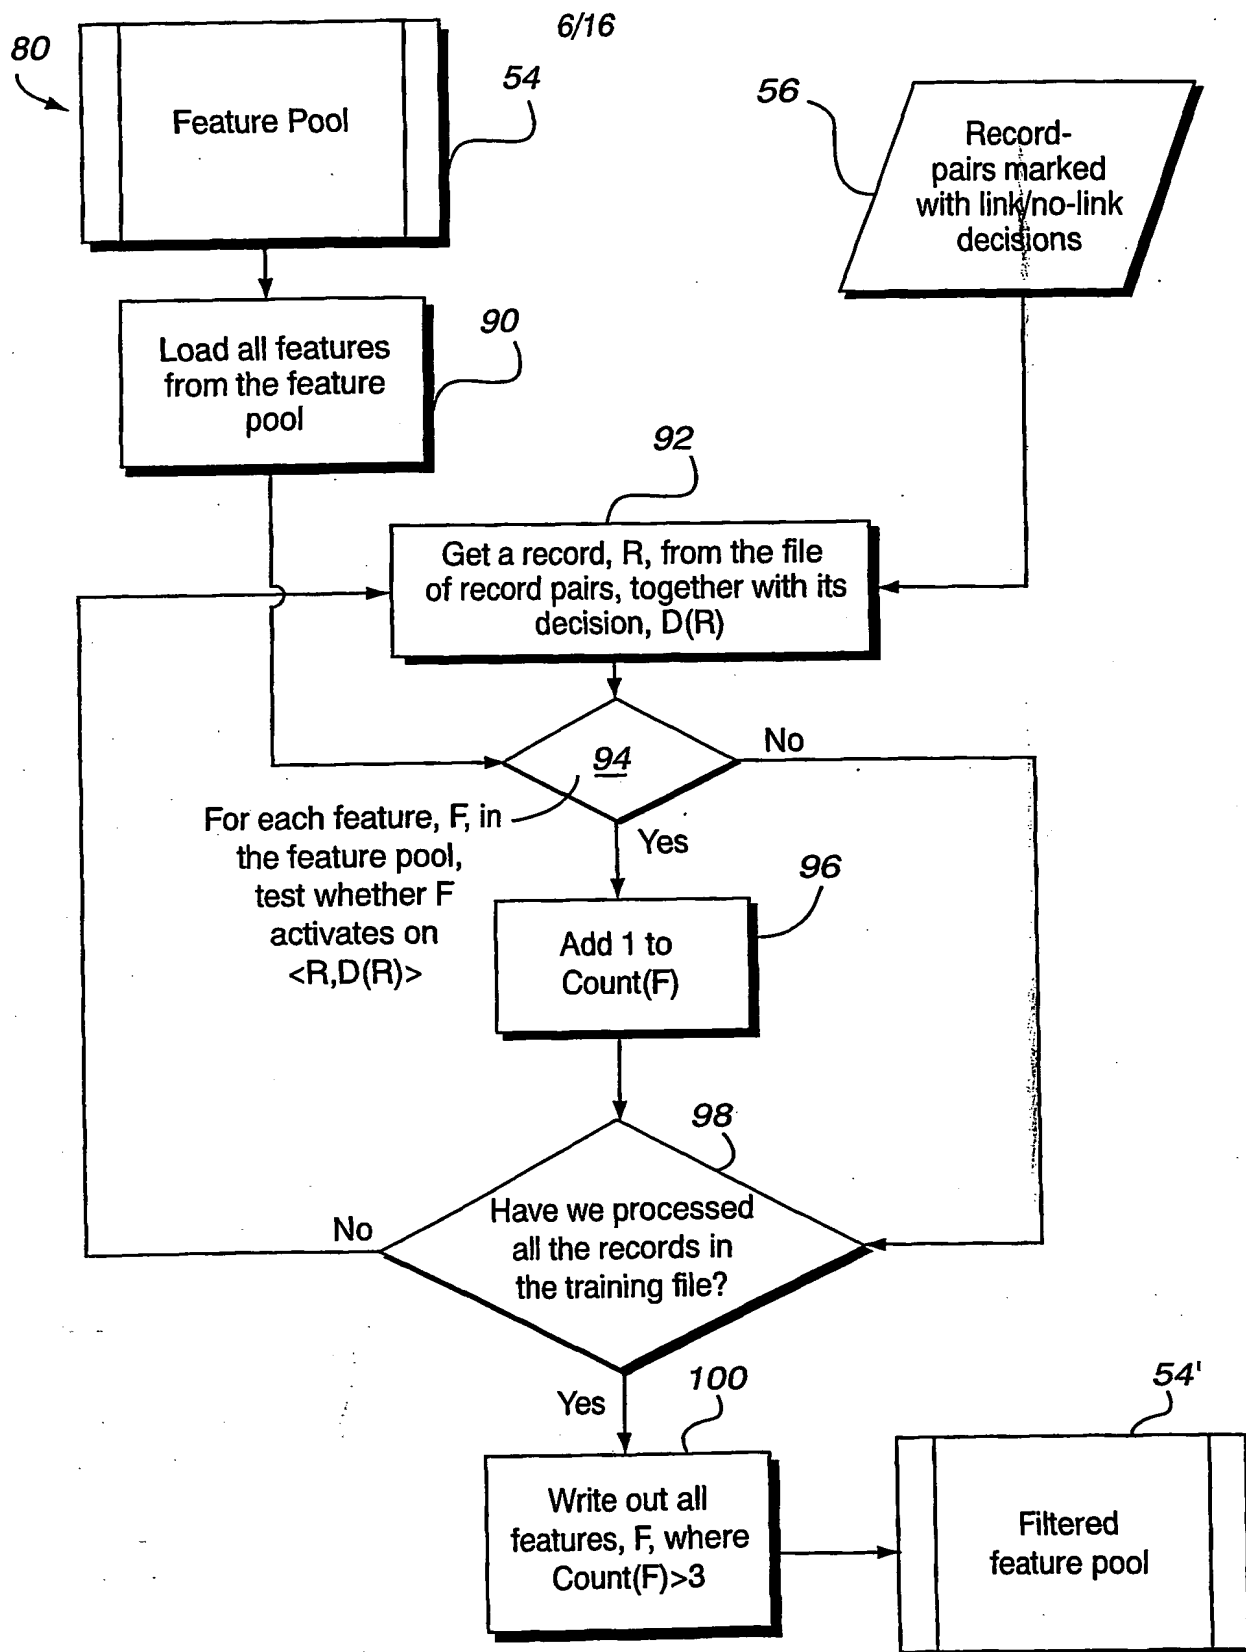 6/16
80
Feature Pool
54
56
Record-
pairs marked
with link/no-link
decisions
90
Load all features
from the feature
pool
92
Get a record, R, from the file
of record pairs, together with its
decision, D(R)
94
No
For each feature, F, in
the feature pool,
test whether F
activates on
<R,D(R)>
Yes
96
Add 1 to
Count(F)
98
Have we processed
all the records in
the training file?
No
Yes
100
54'
Write out all
features, F, where
Count(F)>3
Filtered
feature pool